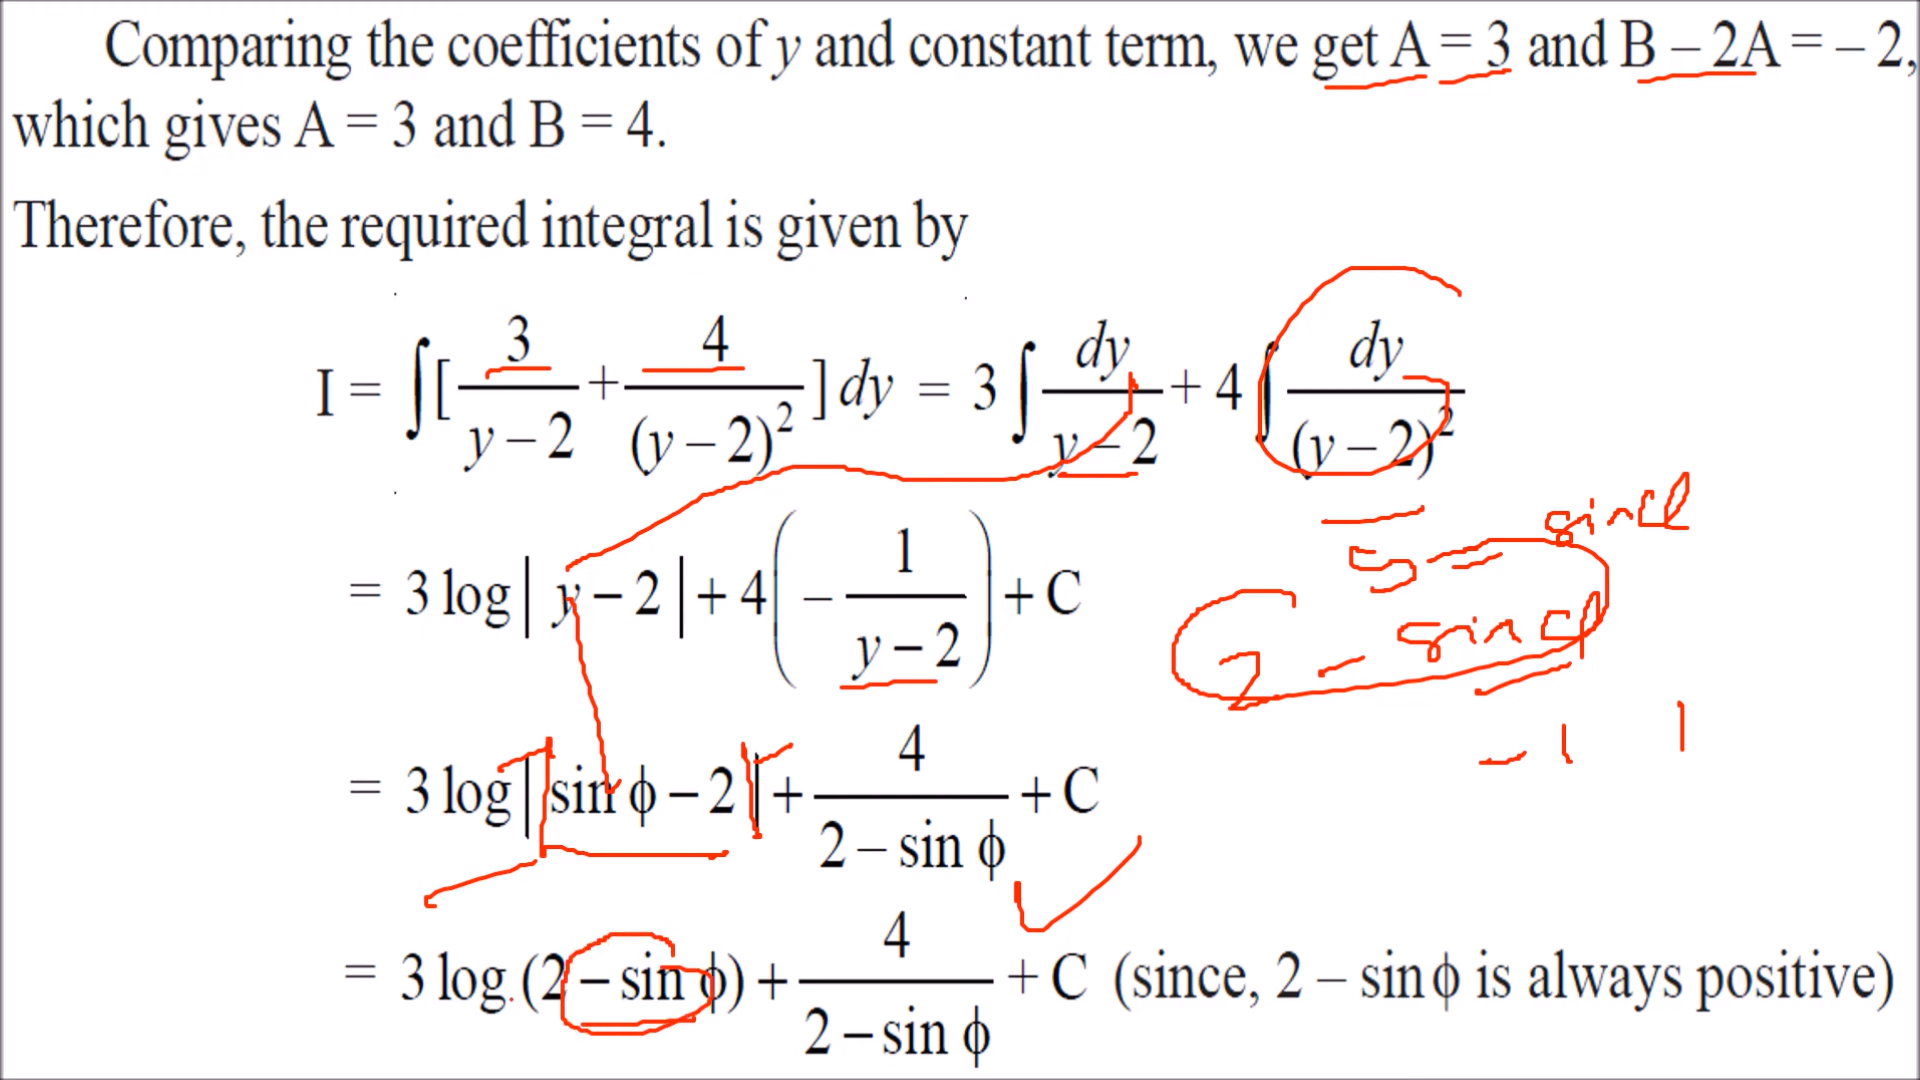 Comparing the coefficients of y and constant term, we get A = 3 and B – 2A = – 2,
which gives A = 3 and B = 4.
Therefore, the required integral is given by
I = ∫[ 3/(y – 2) + 4/(y – 2)² ] dy = 3 ∫ dy/(y – 2) + 4 ∫ dy/(y – 2)²
= 3 log | y – 2 | + 4 ( – 1/(y – 2) ) + C
5 – sin
2 – sin
– 1 1
= 3 log | sin ϕ – 2 | + 4/(2 – sin ϕ) + C
= 3 log (2 – sin ϕ) + 4/(2 – sin ϕ) + C (since, 2 – sin ϕ is always positive)